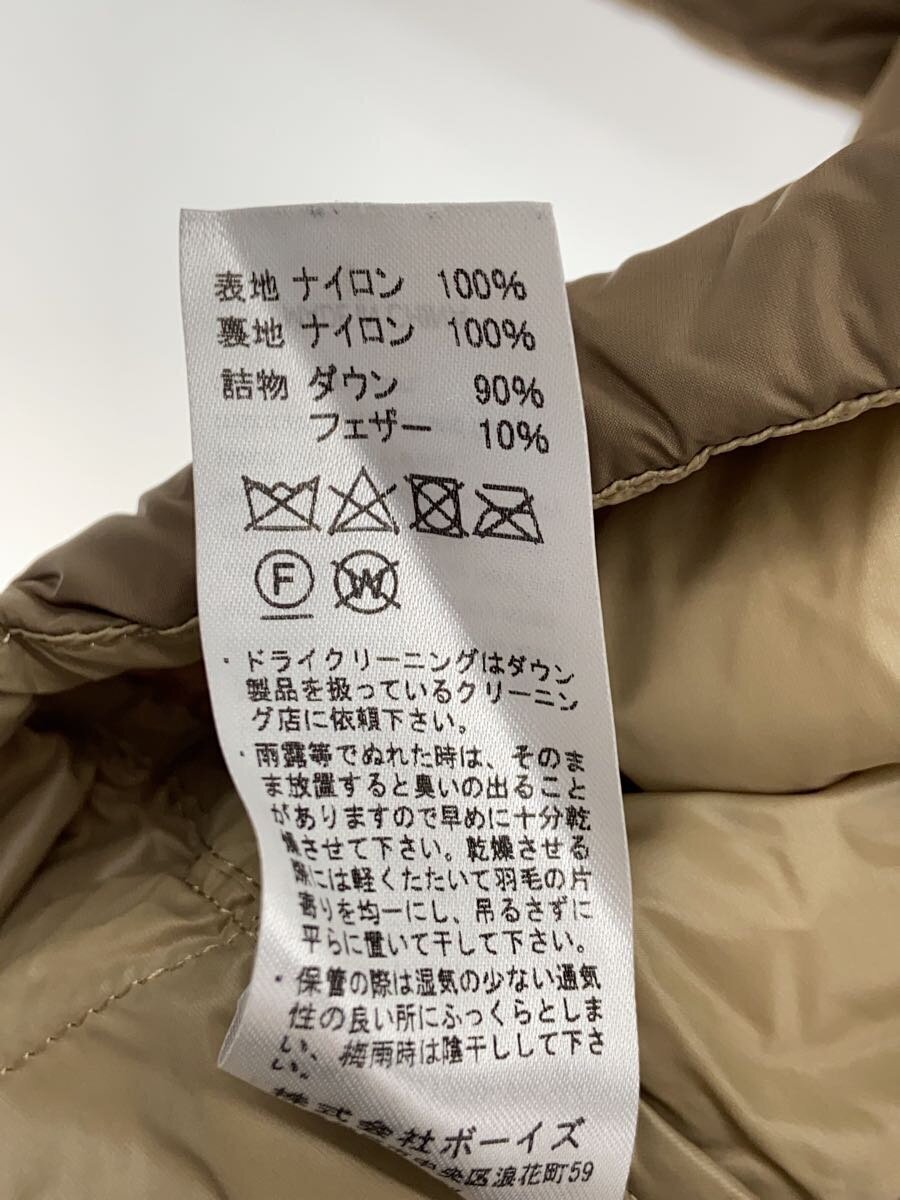 表地 ナイロン 100%
裏地 ナイロン 100%
詰物 ダウン 90%
フェザー 10%
F
W
・ドライクリーニングはダウン
製品を扱っているクリーニン
グ店に依頼下さい。
・雨露等でぬれた時は、そのま
ま放置すると臭いの出ること
がありますので早めに十分乾
燥させて下さい。乾燥させる
際には軽くたたいて羽毛の片
寄りを均一にし、吊るさずに
平らに置いて干して下さい。
・保管の際は湿気の少ない通気
性の良い所にふっくらとしま
い、梅雨時は陰干しして下さ
い。
株式会社ボーイズ
中央区浪花町59